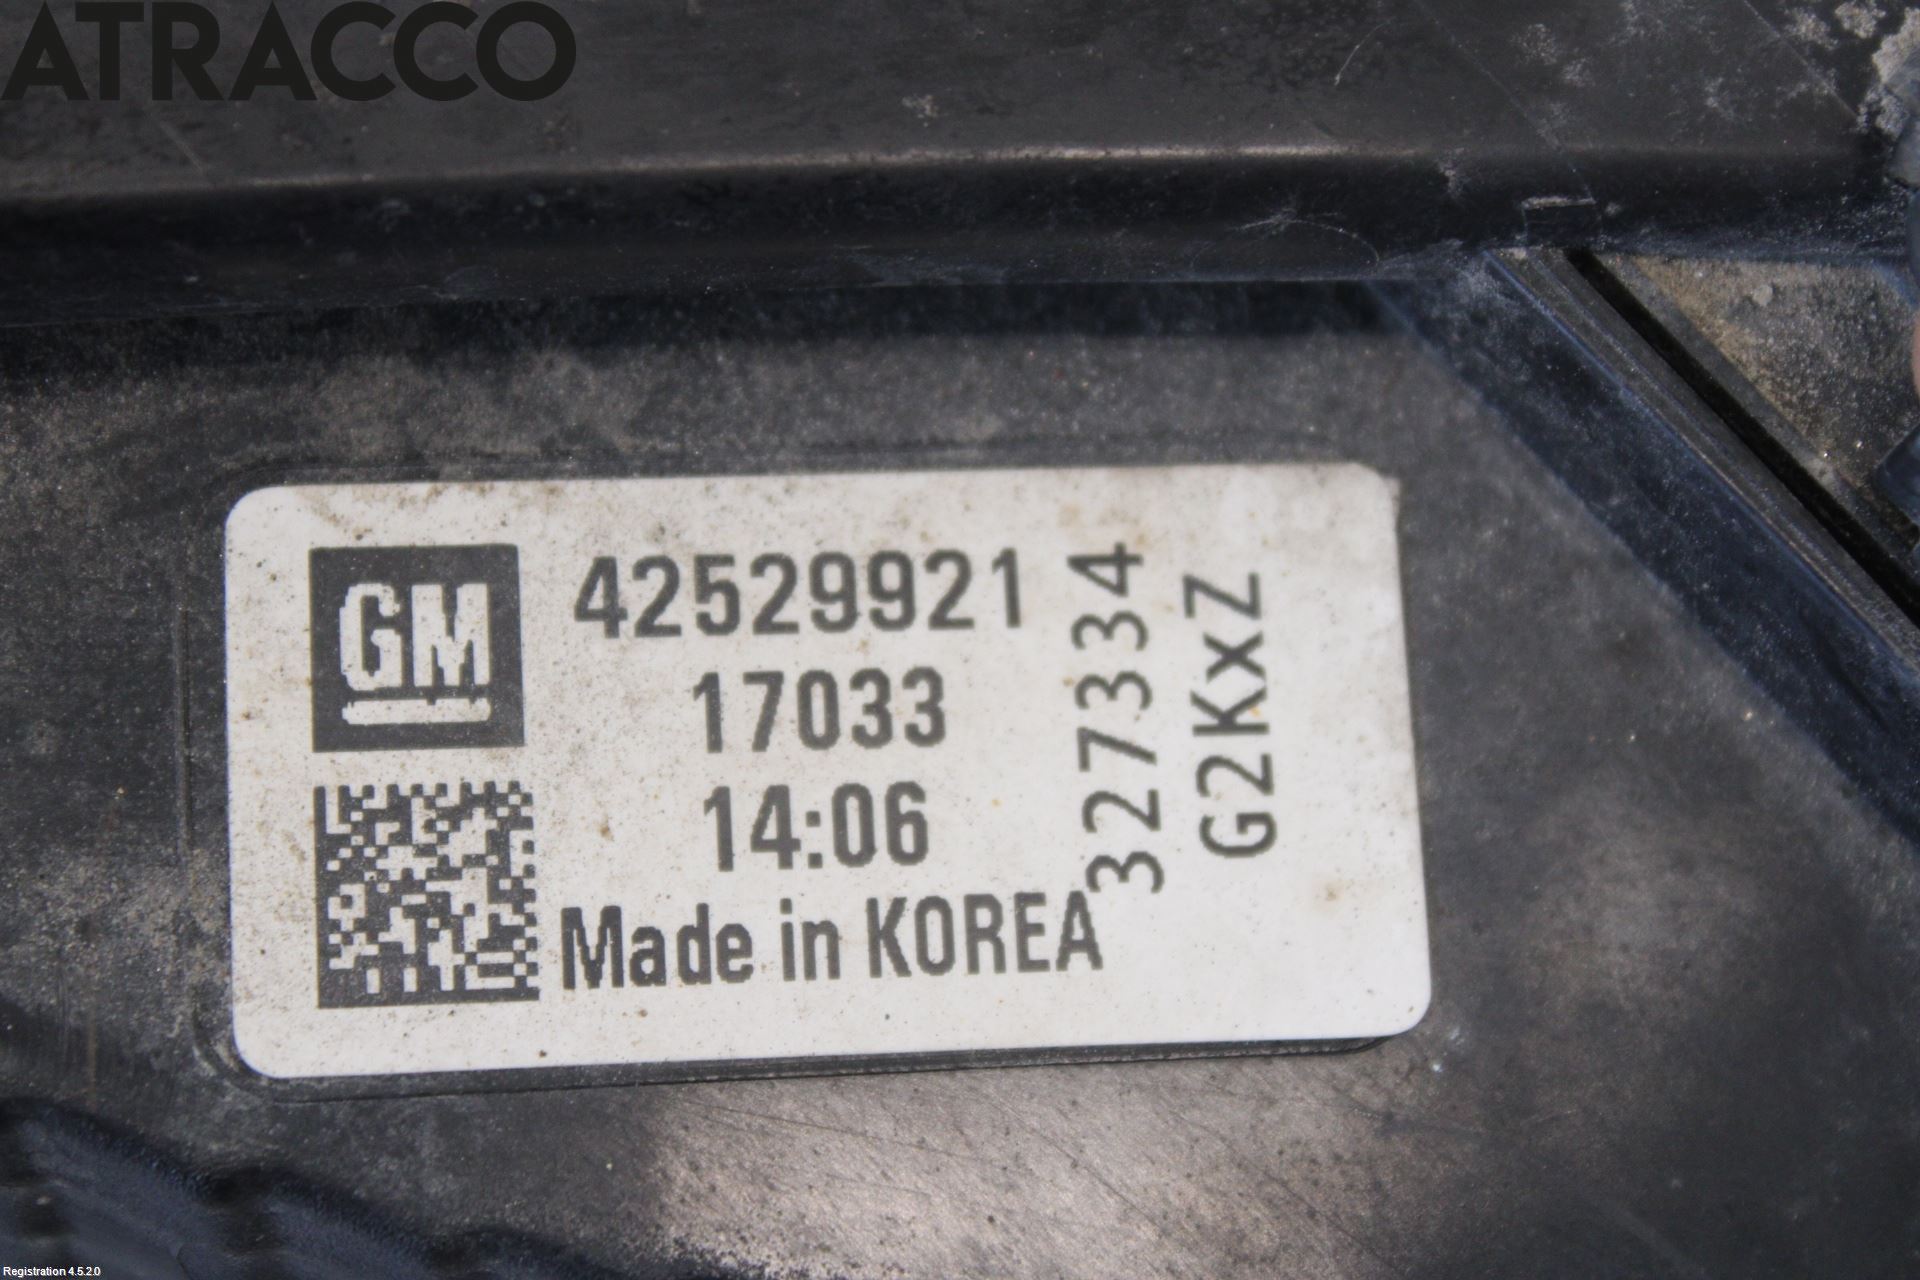 ATRACCO
GM
42529921
17033
14:06
Made in KOREA
327334
G2KxZ
Registration 4.5.2.0